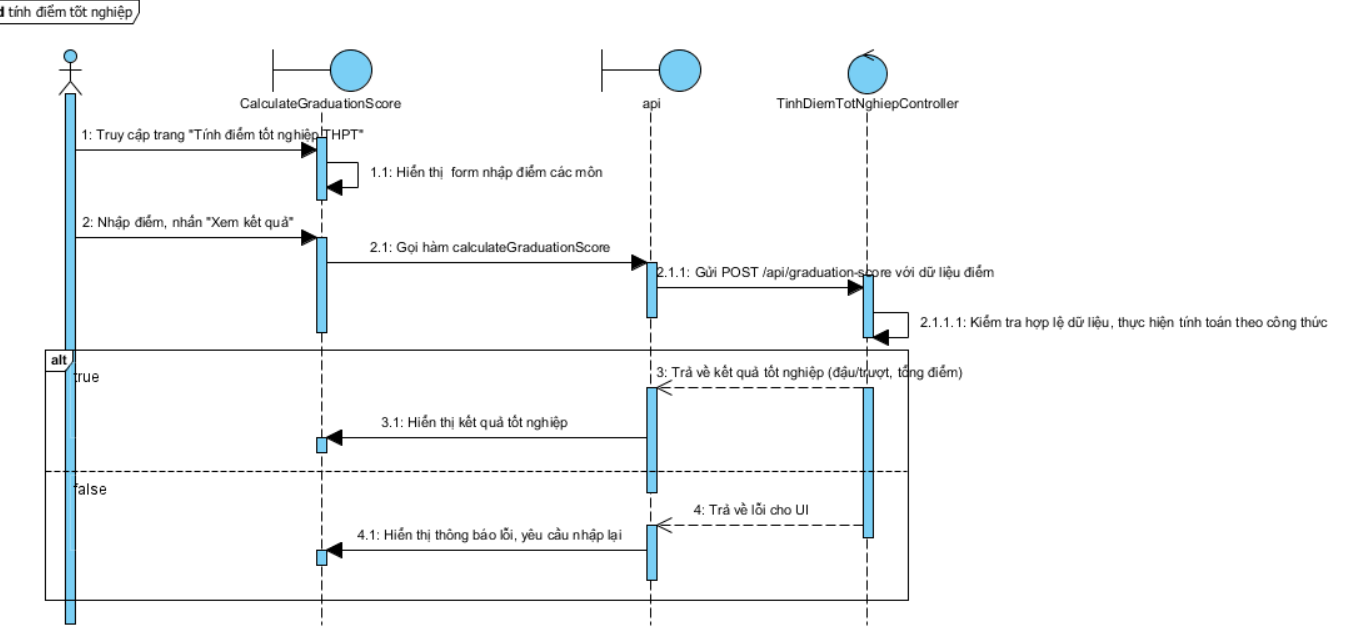 d tính điểm tốt nghiệp
CalculateGraduationScore
api
TinhDiemTotNghiepController
1: Truy cập trang "Tính điểm tốt nghiệp THPT"
1.1: Hiển thị form nhập điểm các môn
2: Nhập điểm, nhấn "Xem kết quả"
2.1: Gọi hàm calculateGraduationScore
2.1.1: Gửi POST /api/graduation-score với dữ liệu điểm
2.1.1.1: Kiểm tra hợp lệ dữ liệu, thực hiện tính toán theo công thức
alt
true
3: Trả về kết quả tốt nghiệp (đậu/trượt, tổng điểm)
3.1: Hiển thị kết quả tốt nghiệp
false
4: Trả về lỗi cho UI
4.1: Hiển thị thông báo lỗi, yêu cầu nhập lại